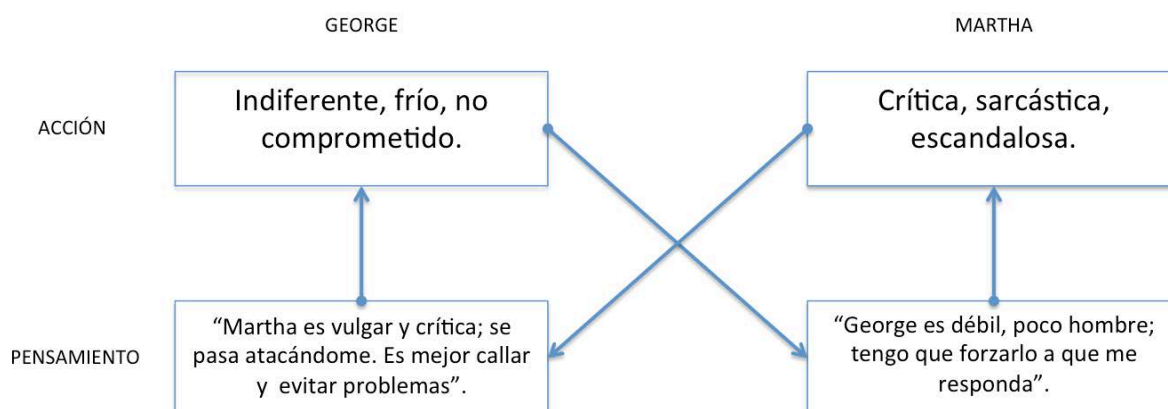 GEORGE
MARTHA
ACCIÓN
Indiferente, frío, no
comprometido.
Crítica, sarcástica,
escandalosa.
PENSAMIENTO
“Martha es vulgar y crítica; se
pasa atacándome. Es mejor callar
y evitar problemas”.
“George es débil, poco hombre;
tengo que forzarlo a que me
responda”.